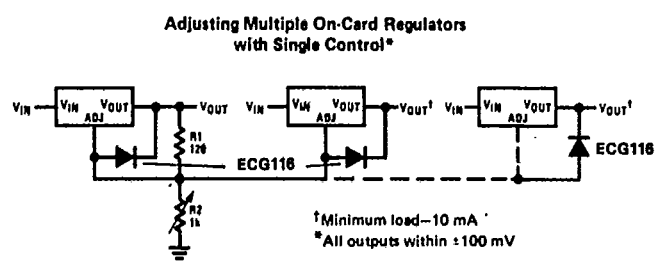 Adjusting Multiple On-Card Regulators
with Single Control*
VIN VIN VOUT VOUT VIN VIN VOUT VOUT† VIN VIN VOUT VOUT†
ADJ ADJ ADJ
R1
120
ECG116 ECG116
R2
1k
†Minimum load–10 mA
*All outputs within ±100 mV